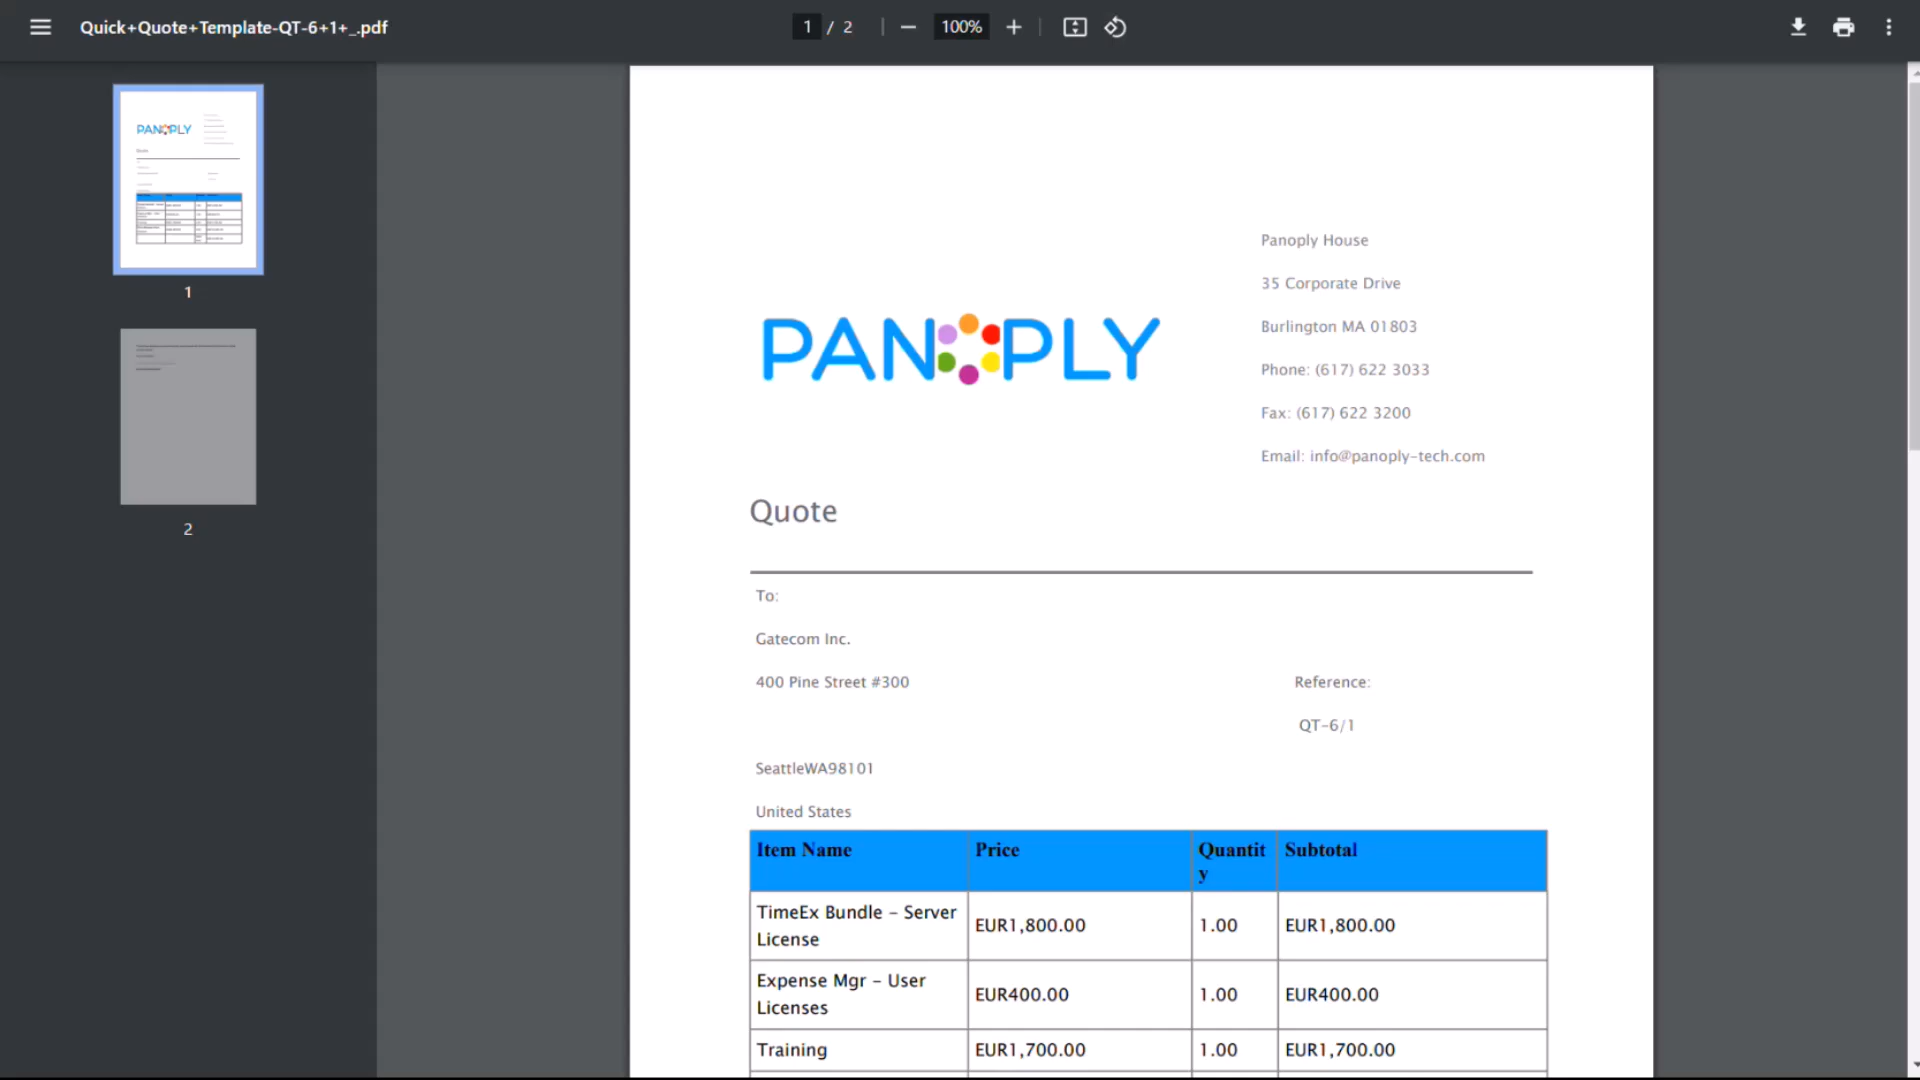 Quick+Quote+Template-QT-6+1+_.pdf
1 / 2
100%
PANOPLY
Quote
1
2
Panoply House
35 Corporate Drive
Burlington MA 01803
Phone: (617) 622 3033
Fax: (617) 622 3200
Email: info@panoply-tech.com
PANOPLY
Quote
To:
Gatecom Inc.
400 Pine Street #300
Reference:
QT-6/1
SeattleWA98101
United States
Item Name Price Quantit Subtotal
y
TimeEx Bundle - Server
License
EUR1,800.00 1.00 EUR1,800.00
Expense Mgr - User
Licenses
EUR400.00 1.00 EUR400.00
Training EUR1,700.00 1.00 EUR1,700.00